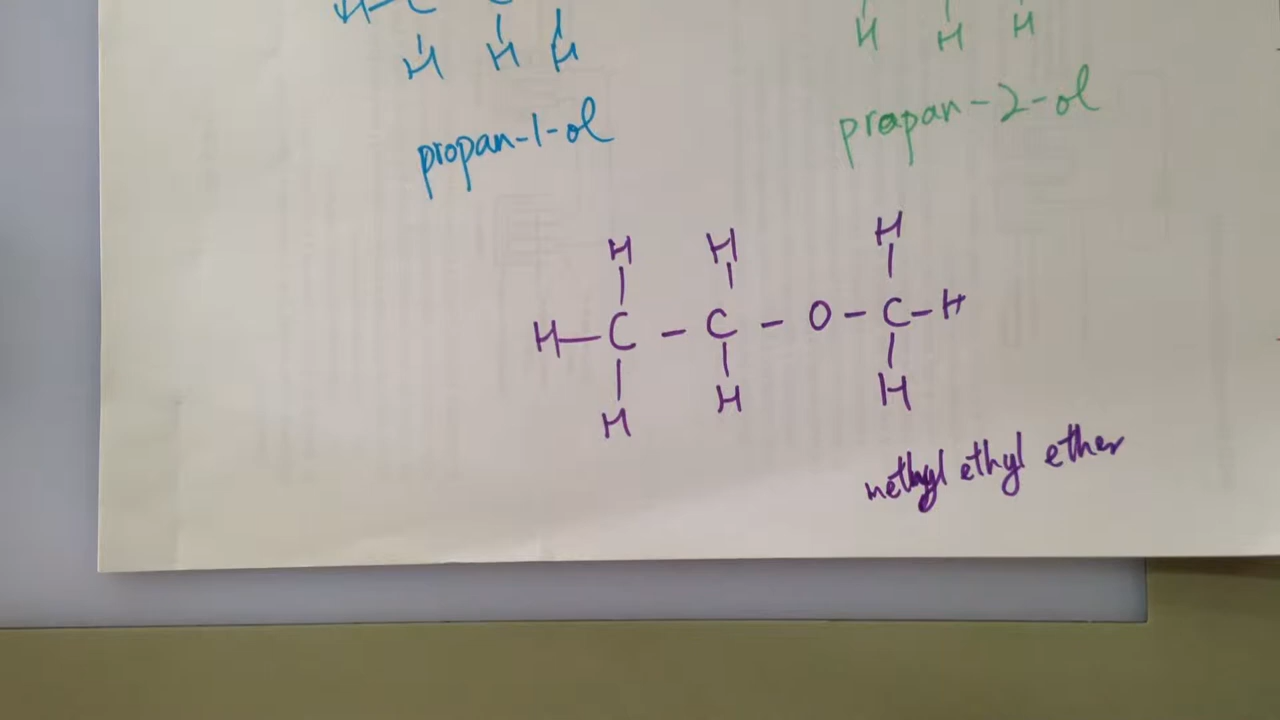 H-C C
H H H
H H H
propan-1-ol
propan-2-ol
H H H
H-C-C-O-C-H
H H H
methyl ethyl ether